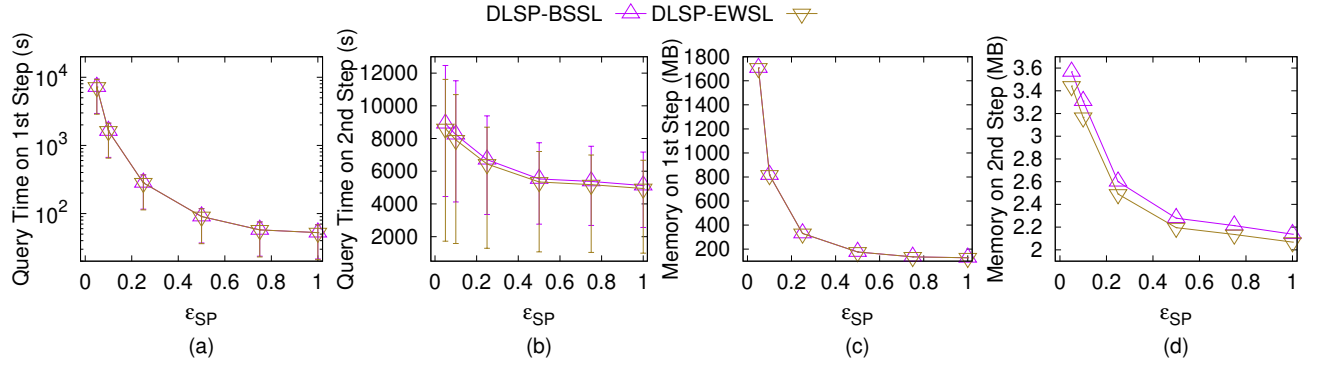 DLSP-BSSL DLSP-EWSL
Query Time on 1st Step (s)
10^4
10^3
10^2
0 0.2 0.4 0.6 0.8 1
ε_SP
(a)
Query Time on 2nd Step (s)
12000
10000
8000
6000
4000
2000
0 0.2 0.4 0.6 0.8 1
ε_SP
(b)
Memory on 1st Step (MB)
1800
1600
1400
1200
1000
800
600
400
200
0 0.2 0.4 0.6 0.8 1
ε_SP
(c)
Memory on 2nd Step (MB)
3.6
3.4
3.2
3
2.8
2.6
2.4
2.2
2
0 0.2 0.4 0.6 0.8 1
ε_SP
(d)